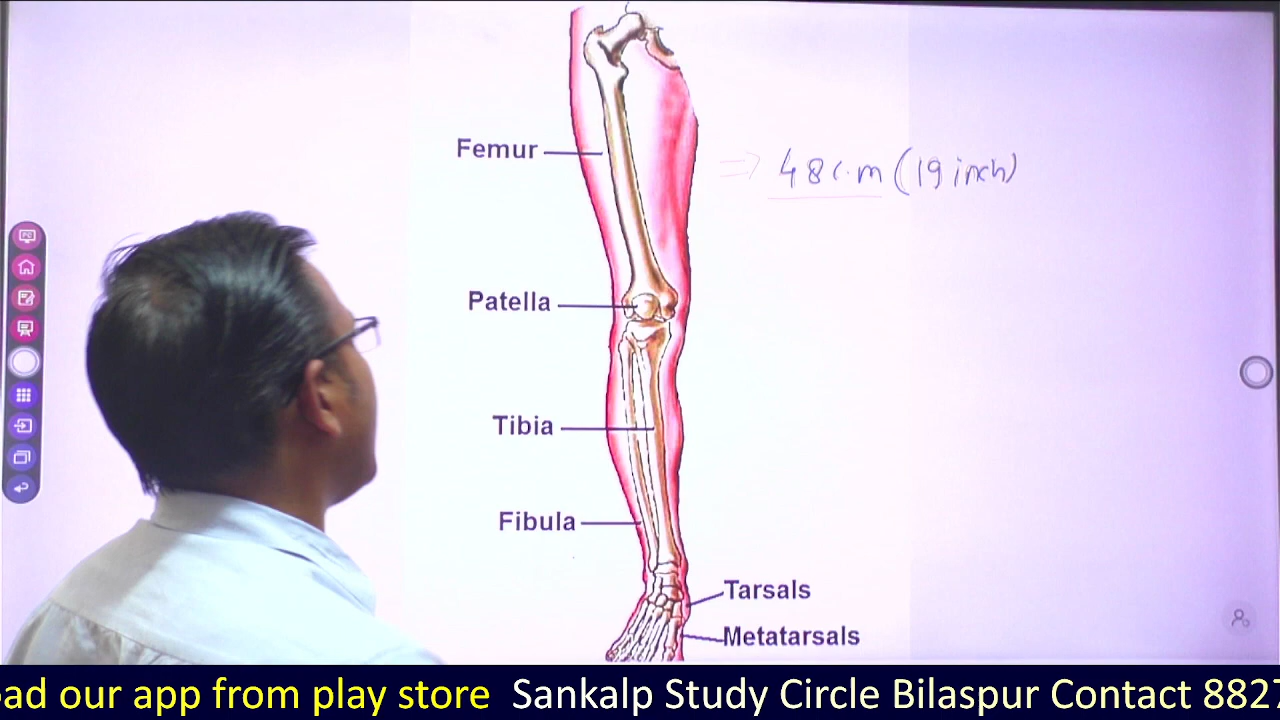 Femur
⇒ 48 c.m (19 inch)
Patella
Tibia
Fibula
Tarsals
Metatarsals
oad our app from play store Sankalp Study Circle Bilaspur Contact 8827